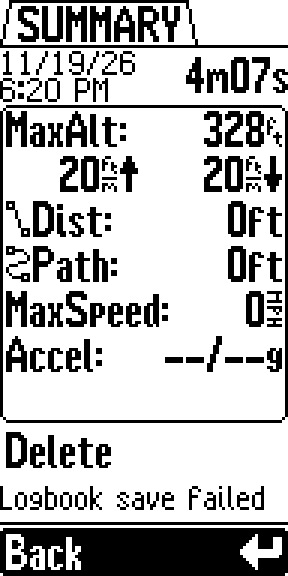 SUMMARY
11/19/26
6:20 PM 4m07s
MaxAlt: 328ft
20ft/m↑ 20ft/m↓
Dist: 0ft
Path: 0ft
MaxSpeed: 0MPH
Accel: --/--g
Delete
Logbook save failed
Back